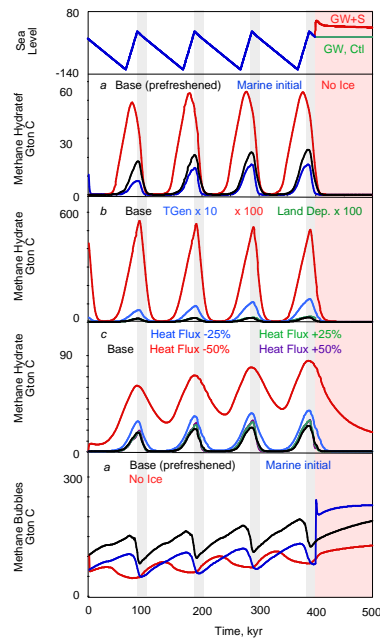 80
Sea
Level
-140
GW+S
GW, Ctl
a Base (prefreshened) Marine initial No Ice
60
30
0
Methane Hydratef
Gton C
b Base TGen x 10 x 100 Land Dep. x 100
600
0
Methane Hydrate
Gton C
c Heat Flux -25% Heat Flux +25%
Base Heat Flux -50% Heat Flux +50%
90
0
Methane Hydrate
Gton C
a Base (prefreshened) Marine initial
No Ice
300
0
Methane Bubbles
Gton C
0 100 200 300 400 500
Time, kyr